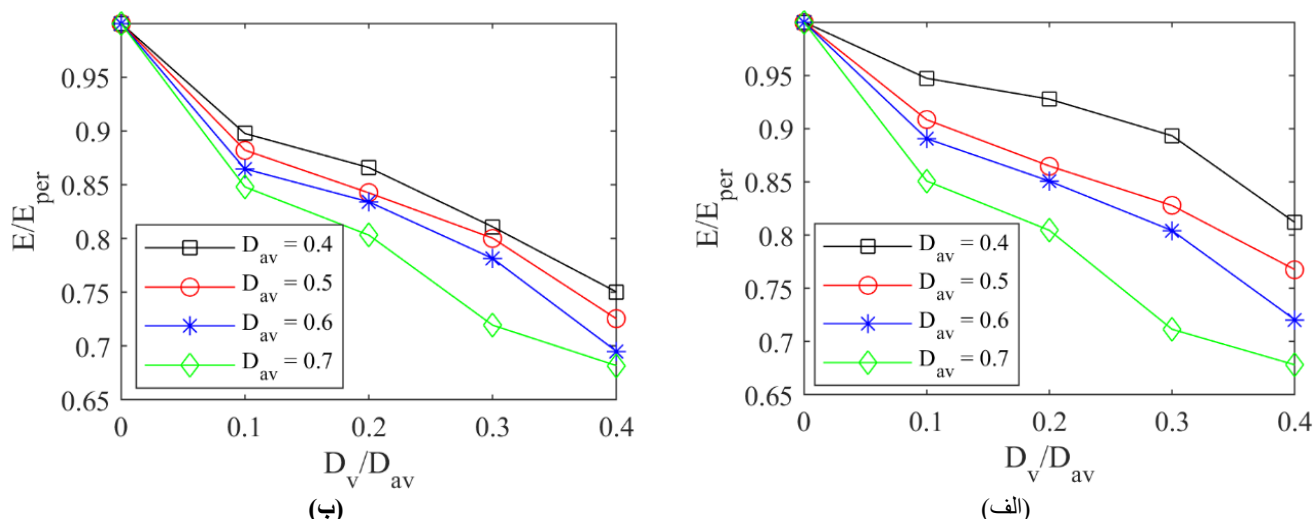 0.95
0.9
0.85
0.8
0.75
0.7
0.65
E/E_per
D_av = 0.4
D_av = 0.5
D_av = 0.6
D_av = 0.7
0 0.1 0.2 0.3 0.4
D_v/D_av
(ب)
0.95
0.9
0.85
0.8
0.75
0.7
0.65
E/E_per
D_av = 0.4
D_av = 0.5
D_av = 0.6
D_av = 0.7
0 0.1 0.2 0.3 0.4
D_v/D_av
(الف)